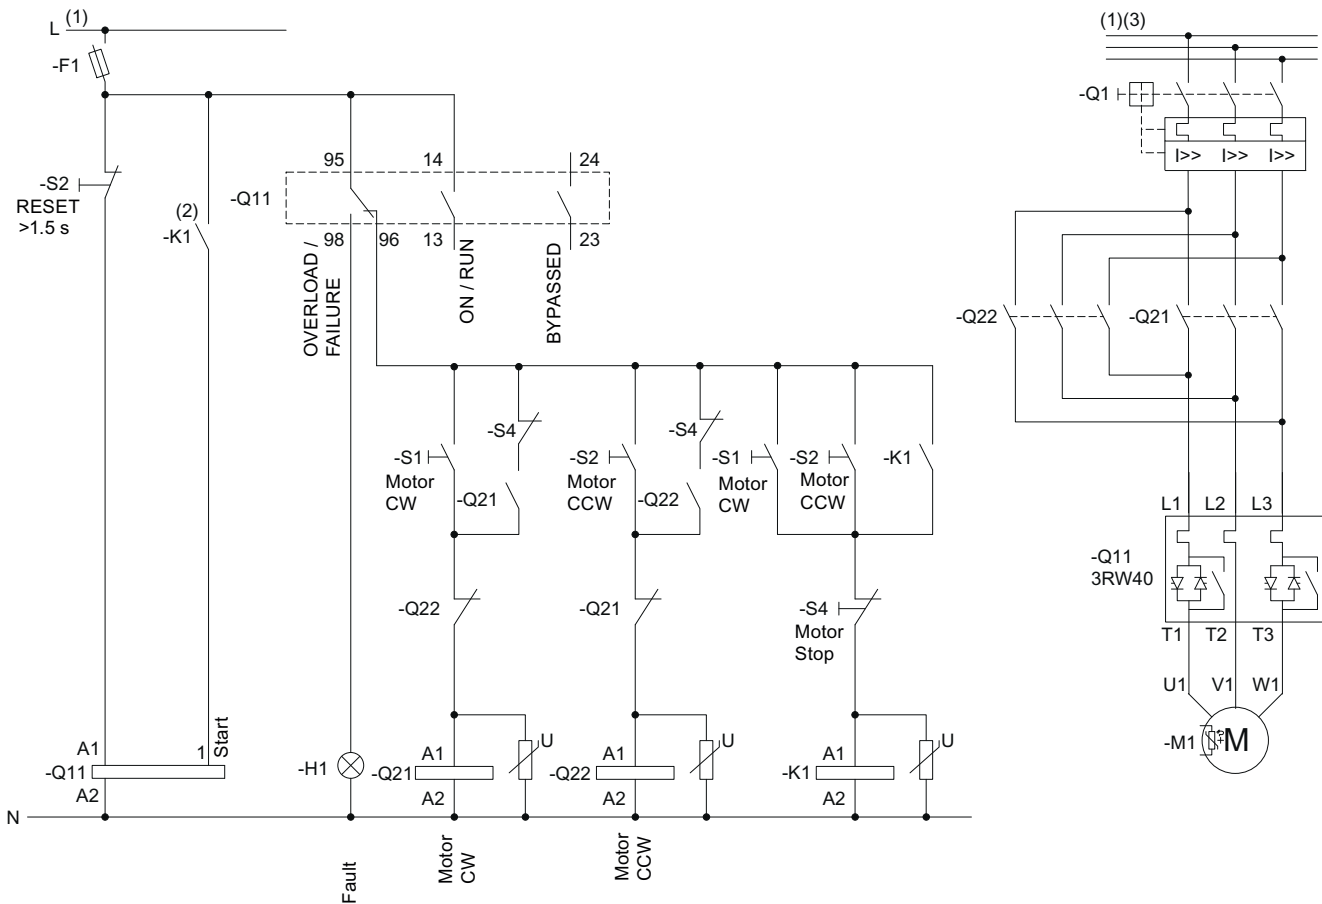 L (1)
-F1
-S2
RESET
>1.5 s
(2)
-K1
95
14
24
-Q11
98
96
13
23
OVERLOAD /
FAILURE
ON / RUN
BYPASSED
-S4
-S1
Motor
CW
-Q21
-S4
-S2
Motor
CCW
-Q22
-S1
Motor
CW
-S2
Motor
CCW
-K1
-Q22
-Q21
-S4
Motor
Stop
A1
1
Start
-Q11
A2
-H1
A1
-Q21
A2
U
A1
-Q22
A2
U
A1
-K1
A2
U
N
Fault
Motor
CW
Motor
CCW
(1)(3)
-Q1
I>>
I>>
I>>
-Q22
-Q21
L1
L2
L3
-Q11
3RW40
T1
T2
T3
U1
V1
W1
-M1
M